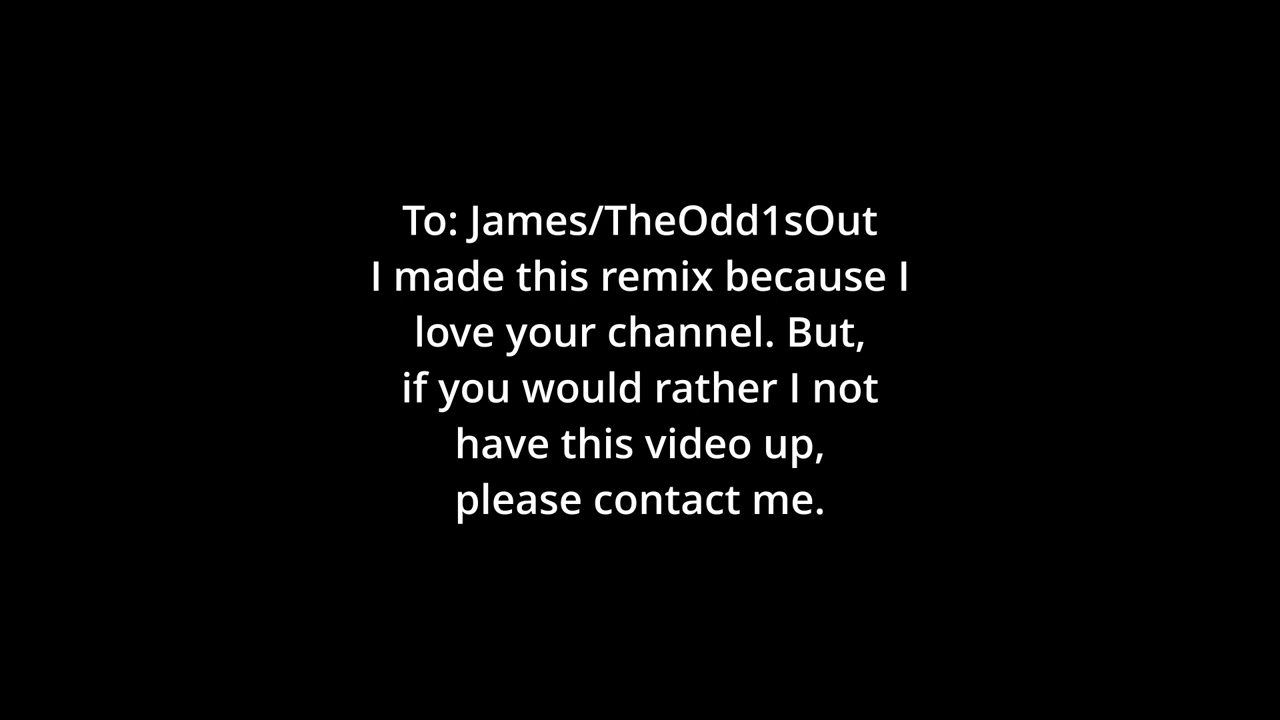 To: James/TheOdd1sOut
I made this remix because I
love your channel. But,
if you would rather I not
have this video up,
please contact me.